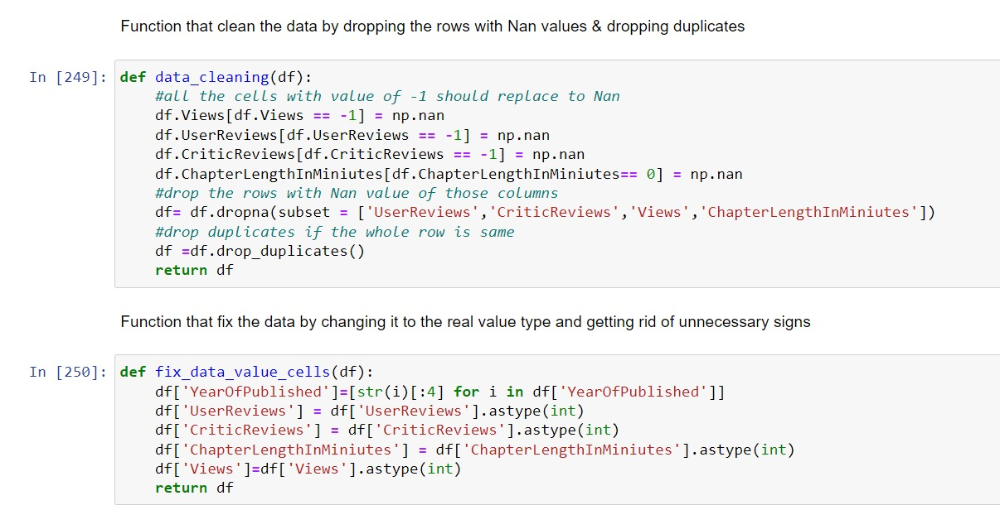 Function that clean the data by dropping the rows with Nan values & dropping duplicates
In [249]: def data_cleaning(df):
#all the cells with value of -1 should replace to Nan
df.Views[df.Views == -1] = np.nan
df.UserReviews[df.UserReviews == -1] = np.nan
df.CriticReviews[df.CriticReviews == -1] = np.nan
df.ChapterLengthInMiniutes[df.ChapterLengthInMiniutes== 0] = np.nan
#drop the rows with Nan value of those columns
df= df.dropna(subset = ['UserReviews','CriticReviews','Views','ChapterLengthInMiniutes'])
#drop duplicates if the whole row is same
df =df.drop_duplicates()
return df
Function that fix the data by changing it to the real value type and getting rid of unnecessary signs
In [250]: def fix_data_value_cells(df):
df['YearOfPublished']=[str(i)[:4] for i in df['YearOfPublished']]
df['UserReviews'] = df['UserReviews'].astype(int)
df['CriticReviews'] = df['CriticReviews'].astype(int)
df['ChapterLengthInMiniutes'] = df['ChapterLengthInMiniutes'].astype(int)
df['Views']=df['Views'].astype(int)
return df